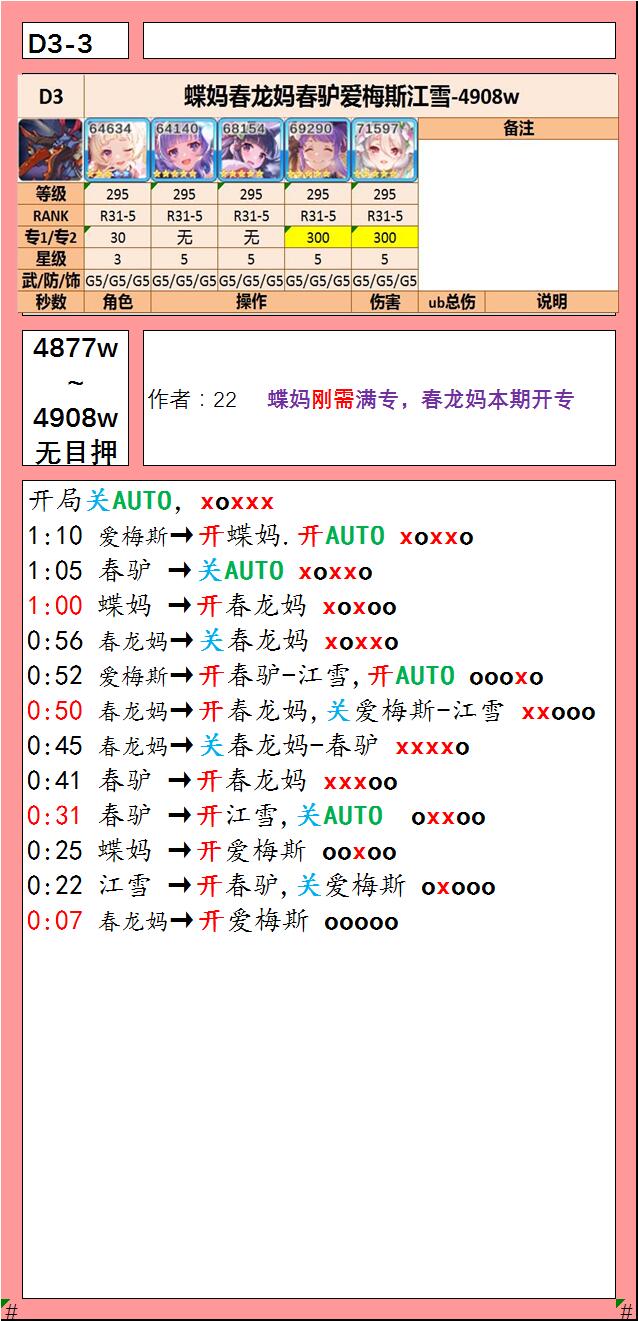 D3-3
D3 蝶妈春龙妈春驴爱梅斯江雪-4908w
64634 64140 68154 69290 71597 备注
等级 295 295 295 295 295
RANK R31-5 R31-5 R31-5 R31-5 R31-5
专1/专2 30 无 无 300 300
星级 3 5 5 5 5
武/防/饰 G5/G5/G5 G5/G5/G5 G5/G5/G5 G5/G5/G5 G5/G5/G5
秒数 角色 操作 伤害 ub总伤 说明
4877w
~
4908w
无目押
作者：22 蝶妈刚需满专，春龙妈本期开专
开局关AUTO, xoxxx
1:10 爱梅斯→开蝶妈.开AUTO xoxxo
1:05 春驴 →关AUTO xoxxo
1:00 蝶妈 →开春龙妈 xoxoo
0:56 春龙妈→关春龙妈 xoxxo
0:52 爱梅斯→开春驴-江雪,开AUTO oooxo
0:50 春龙妈→开春龙妈,关爱梅斯-江雪 xxooo
0:45 春龙妈→关春龙妈-春驴 xxxxo
0:41 春驴 →开春龙妈 xxxoo
0:31 春驴 →开江雪,关AUTO oxxoo
0:25 蝶妈 →开爱梅斯 ooxoo
0:22 江雪 →开春驴,关爱梅斯 oxooo
0:07 春龙妈→开爱梅斯 ooooo
# #